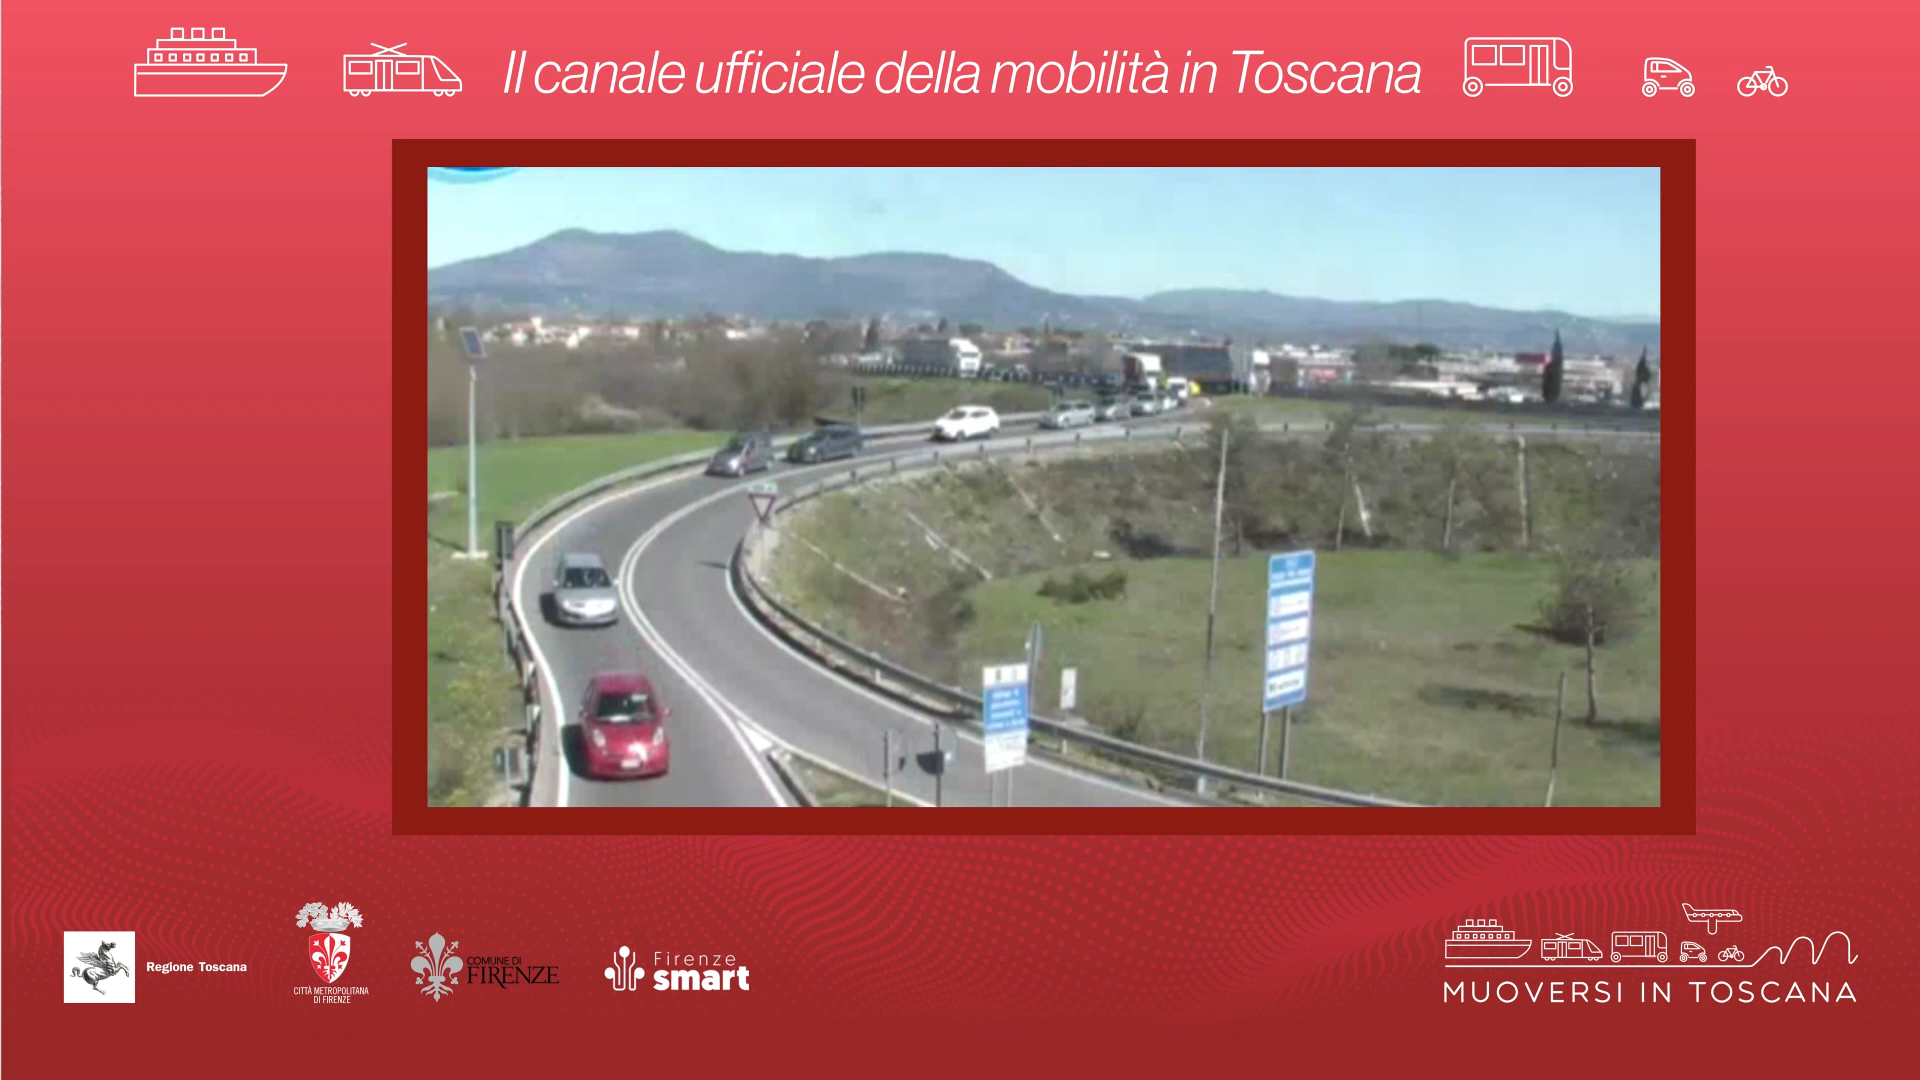 Il canale ufficiale della mobilità in Toscana
Regione Toscana
CITTÀ METROPOLITANA
DI FIRENZE
COMUNE DI
FIRENZE
Firenze
smart
MUOVERSI IN TOSCANA